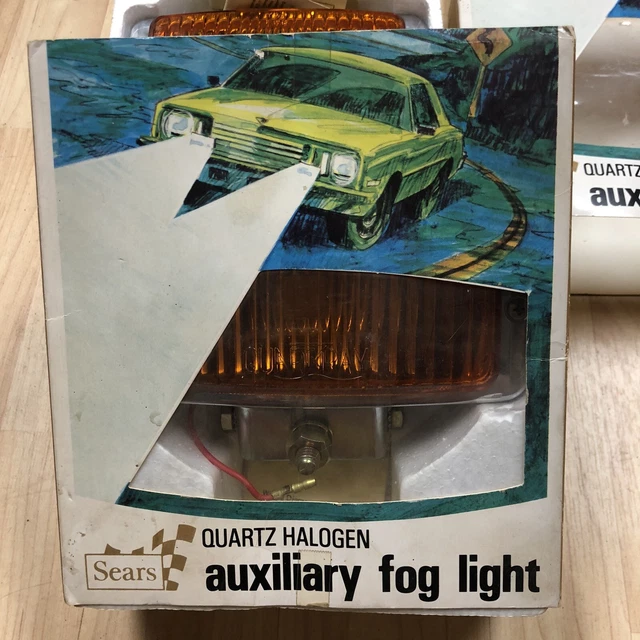 QUARTZ HALOGEN
auxiliary fog light
Sears
QUARTZ
aux